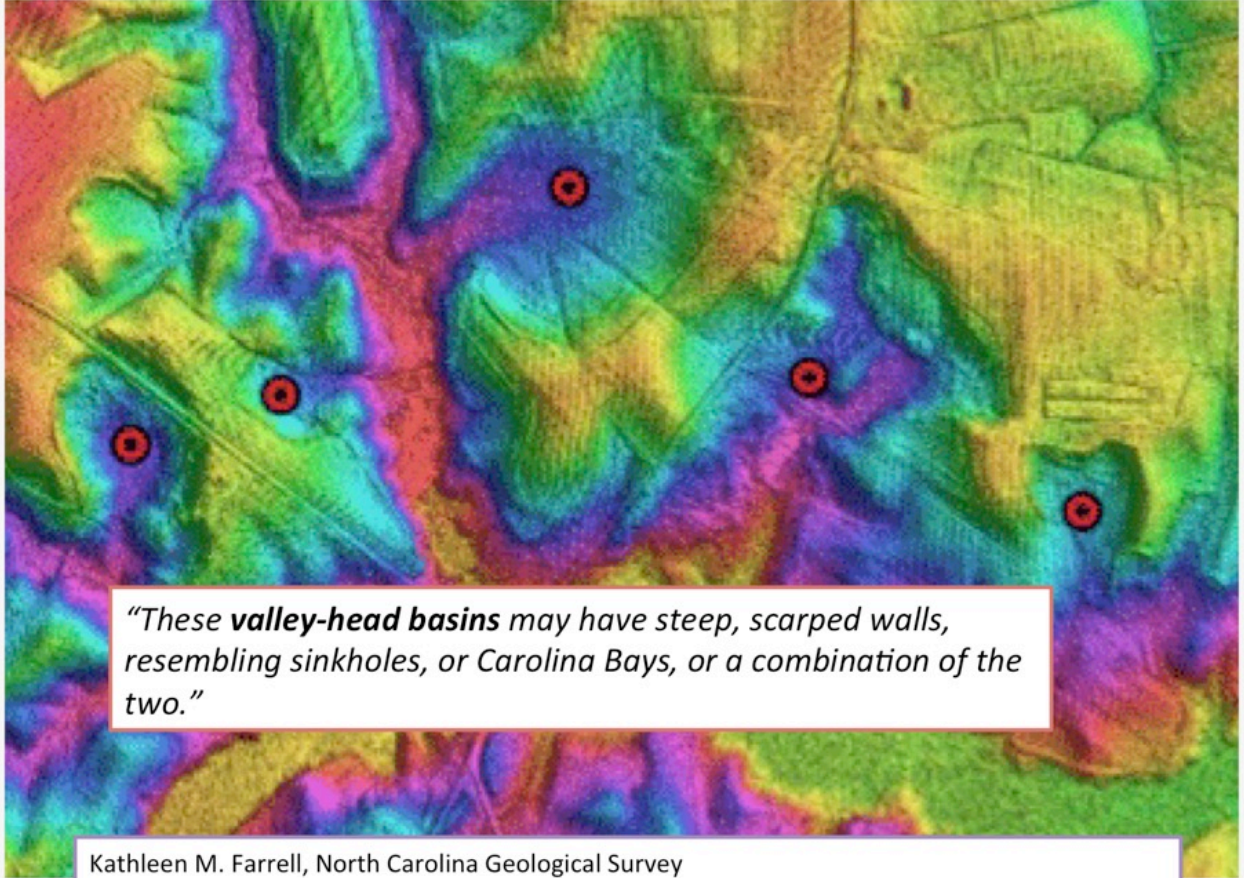 “These valley-head basins may have steep, scarped walls,
resembling sinkholes, or Carolina Bays, or a combination of the
two.”
Kathleen M. Farrell, North Carolina Geological Survey